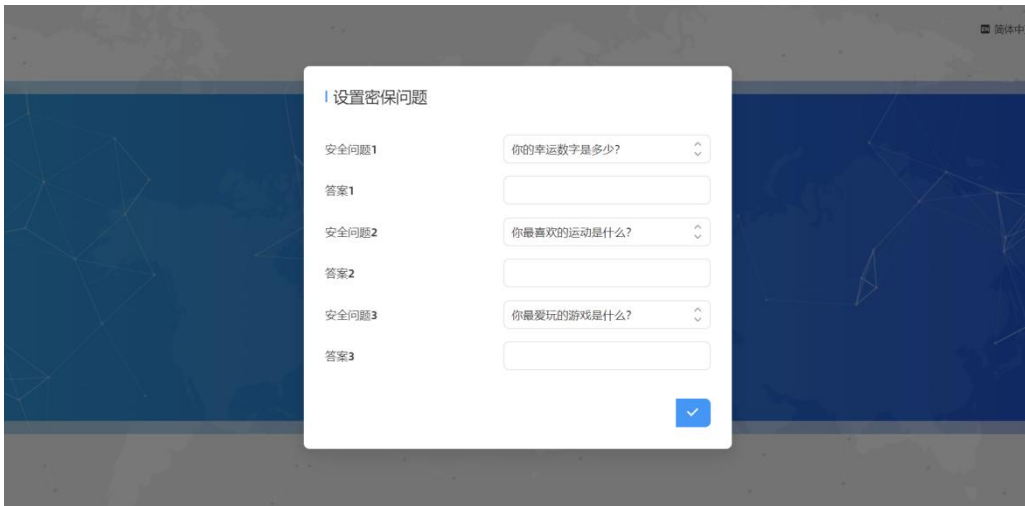 简体中
设置密保问题
安全问题1
你的幸运数字是多少？
答案1
安全问题2
你最喜欢的运动是什么？
答案2
安全问题3
你最爱玩的游戏是什么？
答案3